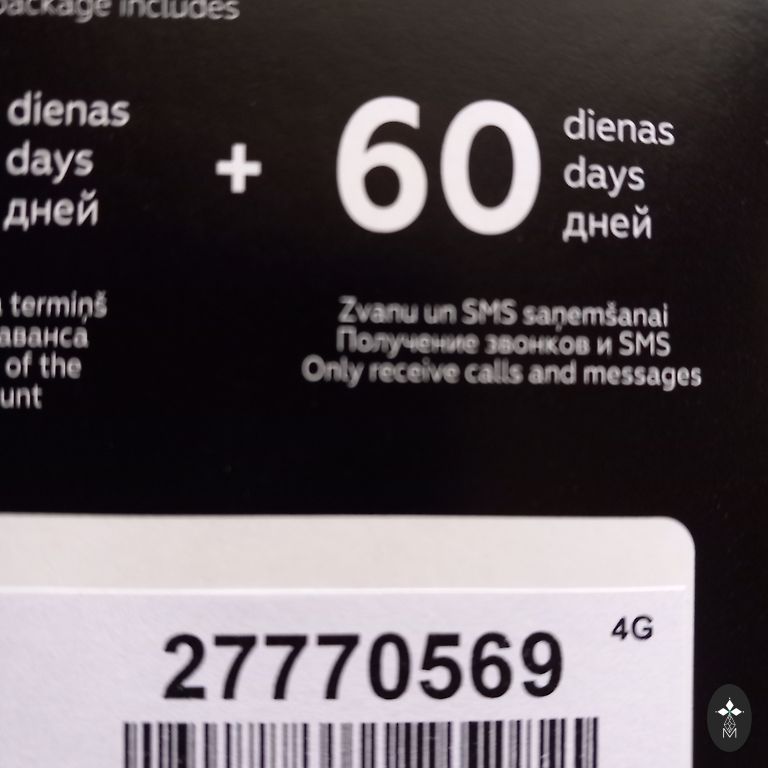 package includes
dienas
days
дней
+
60
dienas
days
дней
termiņš
аванса
of the
unt
Zvanu un SMS saņemšanai
Получение звонков и SMS
Only receive calls and messages
4G
27770569
M